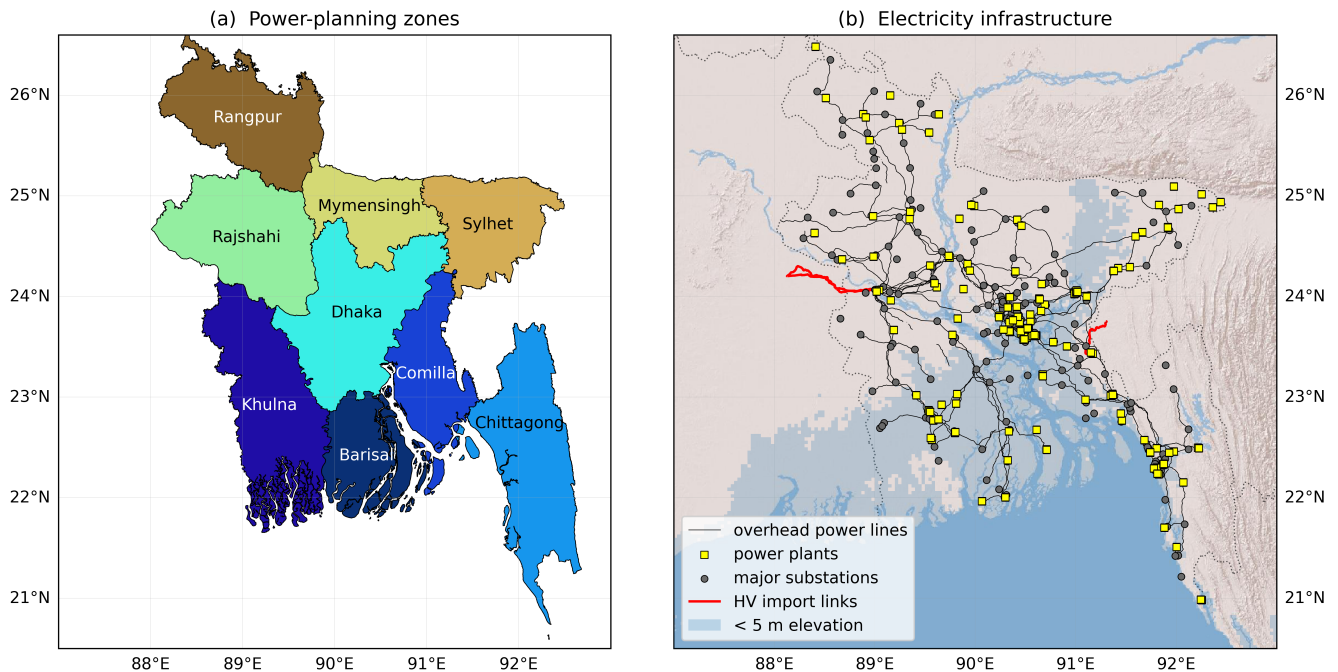 (a) Power-planning zones
(b) Electricity infrastructure
26°N
25°N
24°N
23°N
22°N
21°N
Rangpur
Mymensingh
Sylhet
Rajshahi
Dhaka
Comilla
Khulna
Chittagong
Barisal
88°E 89°E 90°E 91°E 92°E
overhead power lines
power plants
major substations
HV import links
< 5 m elevation
26°N
25°N
24°N
23°N
22°N
21°N
88°E 89°E 90°E 91°E 92°E